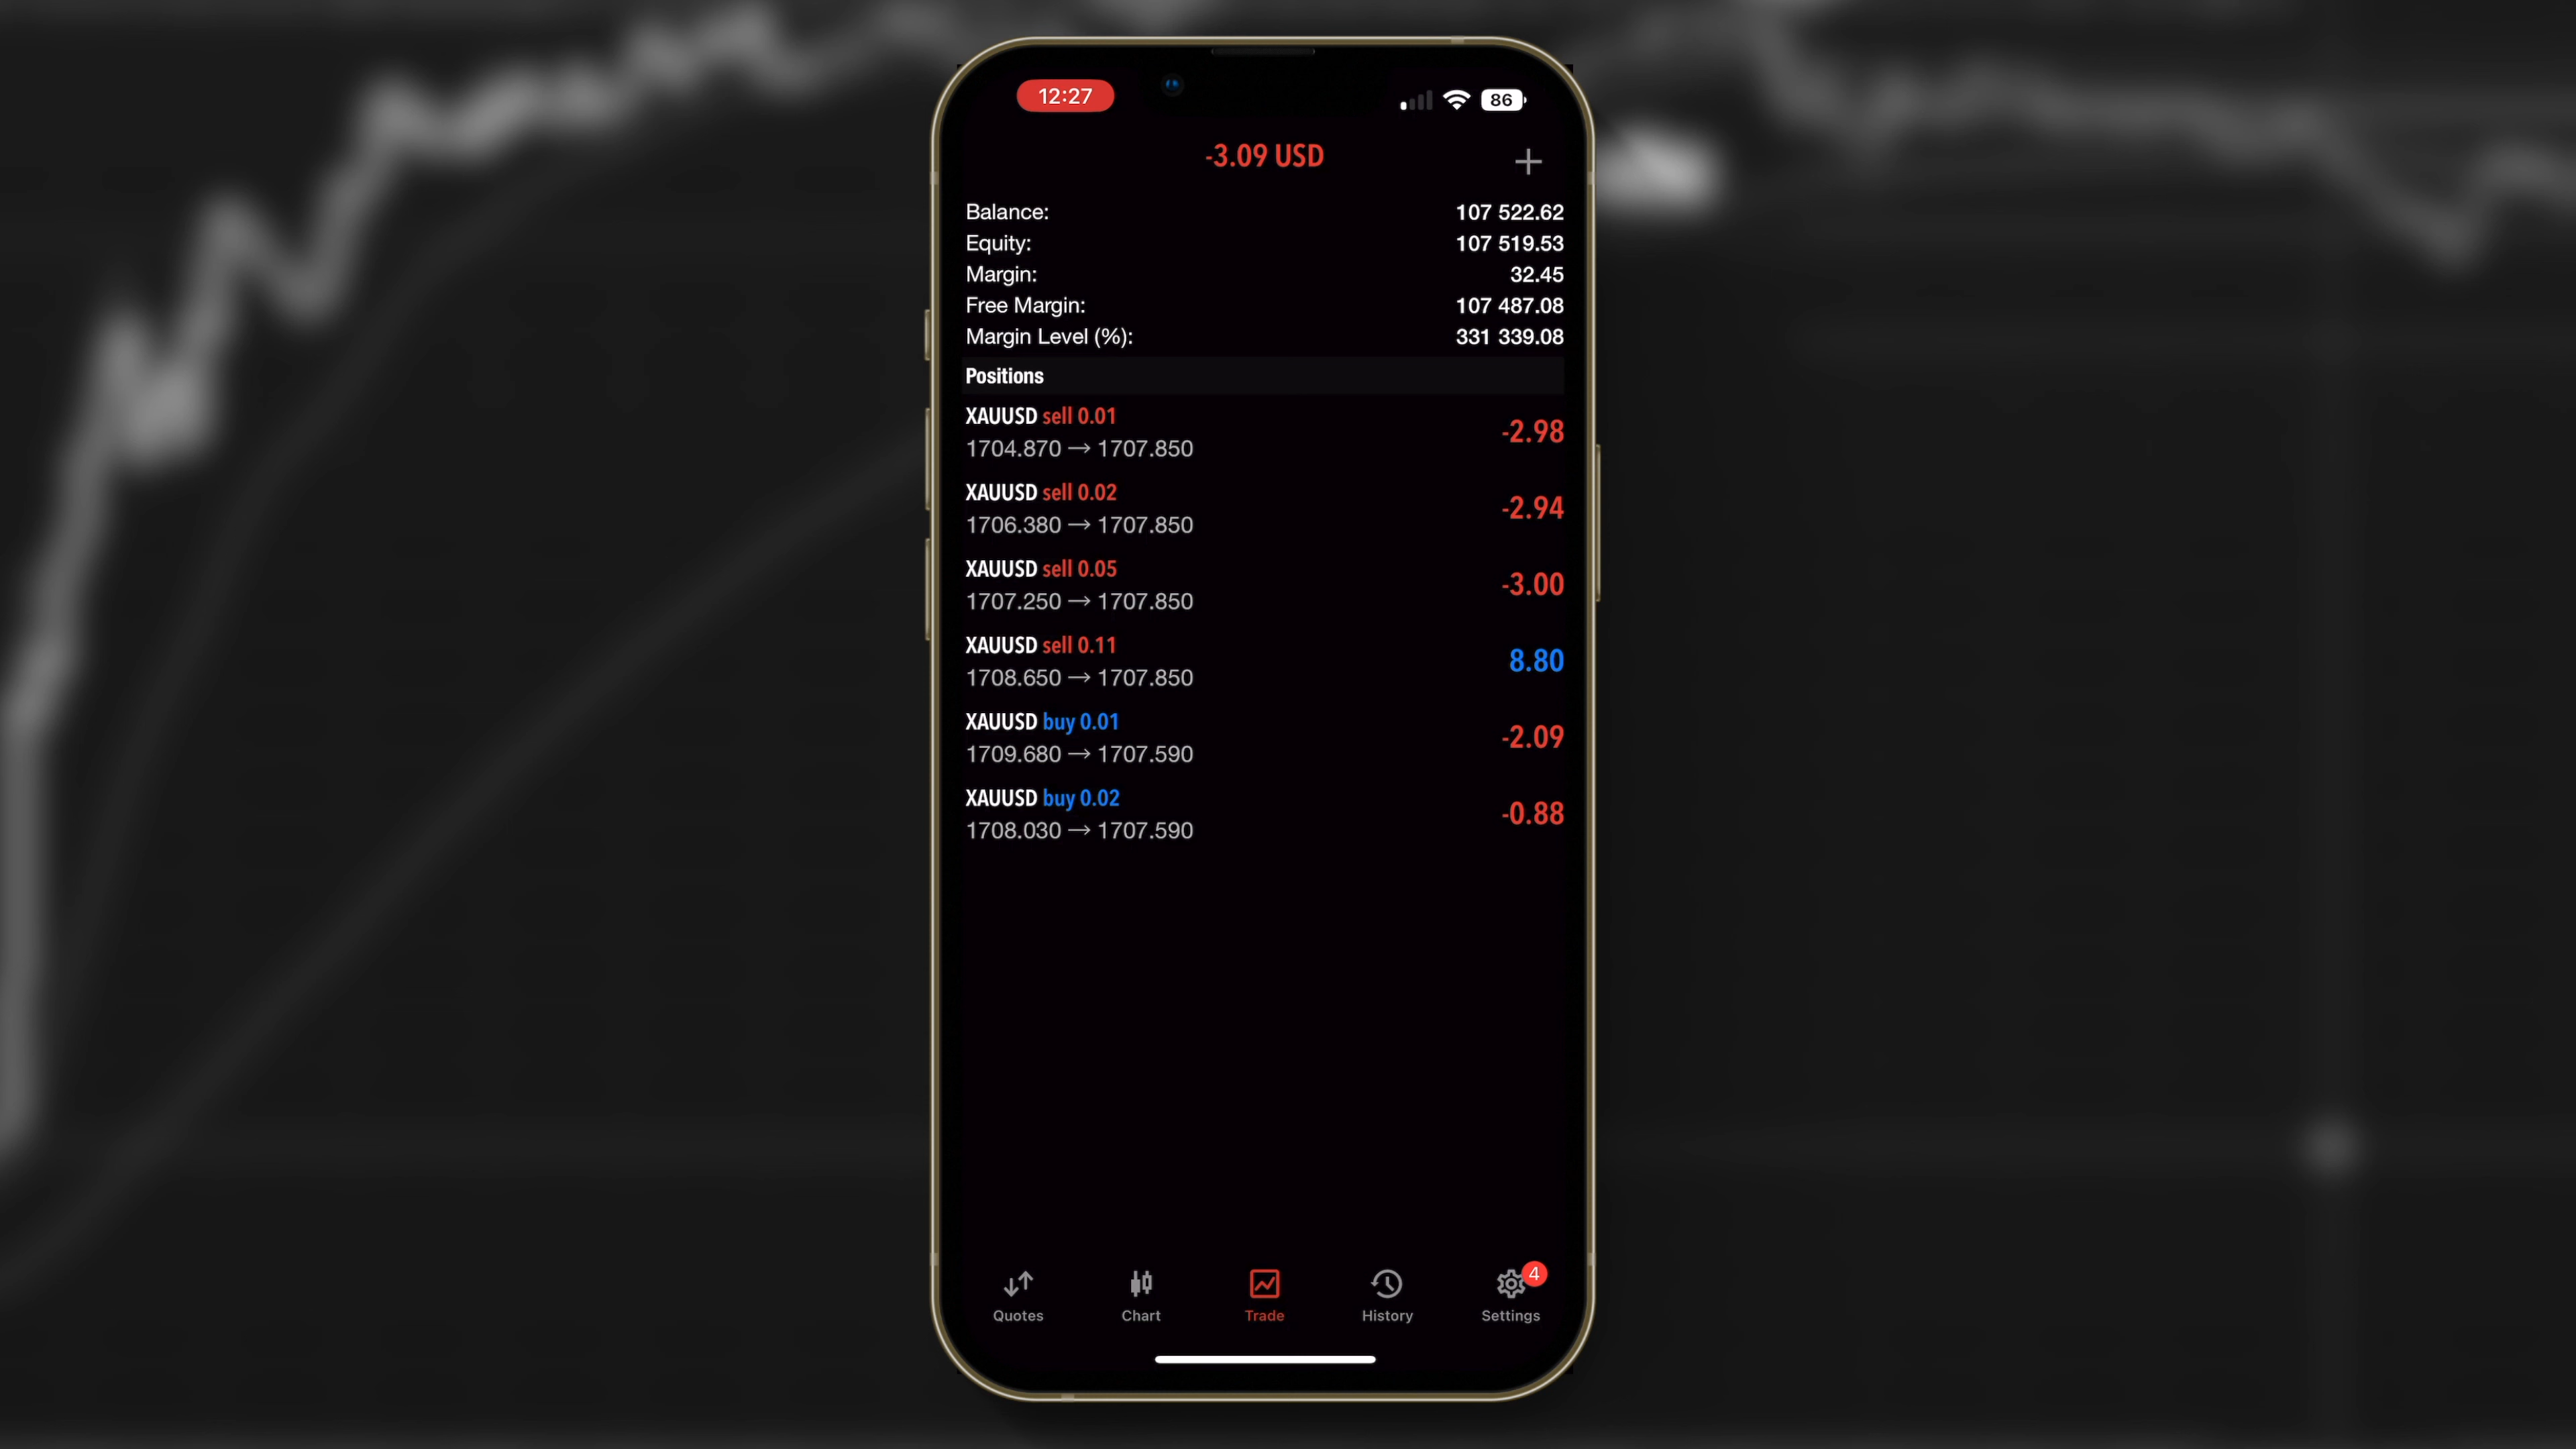 12:27
86
-3.09 USD
Balance: 107 522.62
Equity: 107 519.53
Margin: 32.45
Free Margin: 107 487.08
Margin Level (%): 331 339.08
Positions
XAUUSD sell 0.01
1704.870 → 1707.850 -2.98
XAUUSD sell 0.02
1706.380 → 1707.850 -2.94
XAUUSD sell 0.05
1707.250 → 1707.850 -3.00
XAUUSD sell 0.11
1708.650 → 1707.850 8.80
XAUUSD buy 0.01
1709.680 → 1707.590 -2.09
XAUUSD buy 0.02
1708.030 → 1707.590 -0.88
4
Quotes Chart Trade History Settings